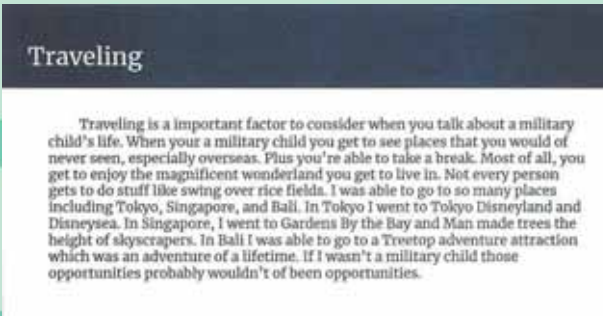 Traveling
Traveling is a important factor to consider when you talk about a military
child's life. When your a military child you get to see places that you would of
never seen, especially overseas. Plus you're able to take a break. Most of all, you
get to enjoy the magnificent wonderland you get to live in. Not every person
gets to do stuff like swing over rice fields. I was able to go to so many places
including Tokyo, Singapore, and Bali. In Tokyo I went to Tokyo Disneyland and
Disneysea. In Singapore, I went to Gardens By the Bay and Man made trees the
height of skyscrapers. In Bali I was able to go to a Treetop adventure attraction
which was an adventure of a lifetime. If I wasn't a military child those
opportunities probably wouldn't of been opportunities.